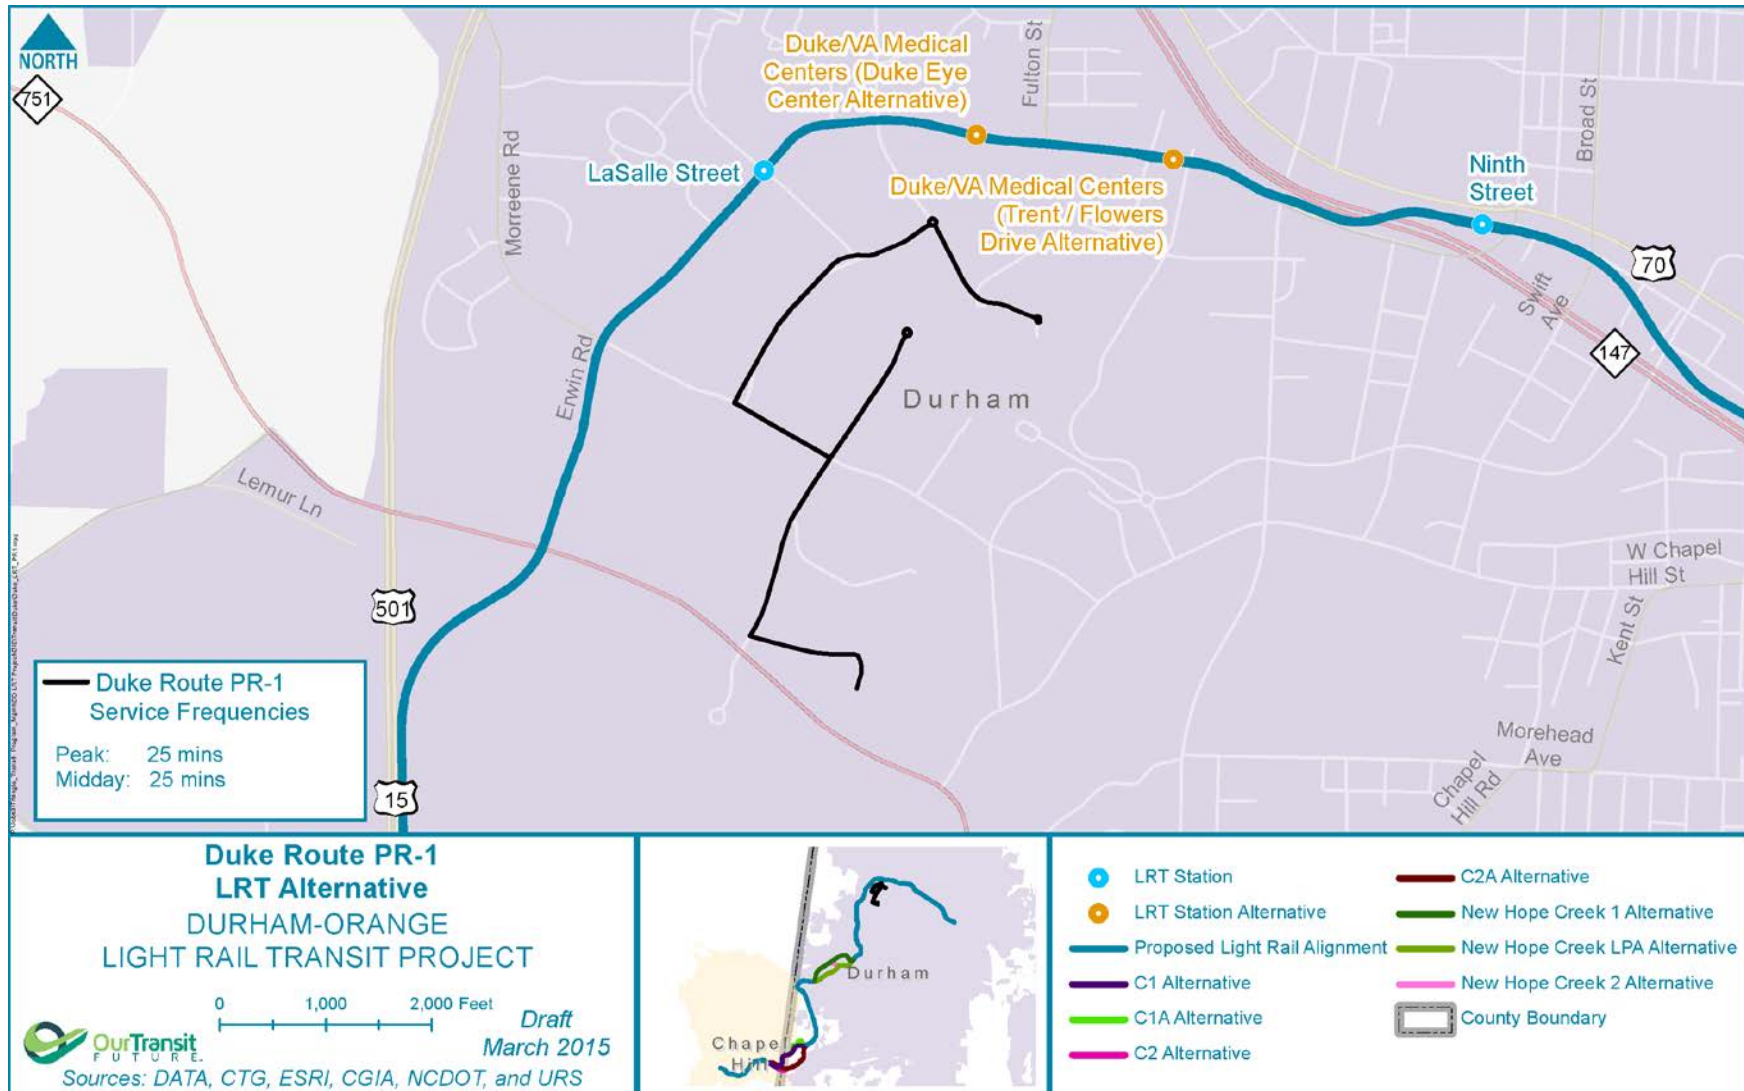 NORTH
751
Duke/VA Medical
Centers (Duke Eye
Center Alternative)
Fulton St
Broad St
Morreene Rd
LaSalle Street
Duke/VA Medical Centers
(Trent / Flowers
Drive Alternative)
Ninth
Street
70
Swift
Ave
147
Erwin Rd
Durham
Lemur Ln
W Chapel
Hill St
501
Kent St
Duke Route PR-1
Service Frequencies
Peak: 25 mins
Midday: 25 mins
15
Morehead
Ave
Chapel
Hill Rd
Duke Route PR-1
LRT Alternative
DURHAM-ORANGE
LIGHT RAIL TRANSIT PROJECT
0 1,000 2,000 Feet
Draft
March 2015
OurTransit
FUTURE
Sources: DATA, CTG, ESRI, CGIA, NCDOT, and URS
Durham
Chapel
Hill
LRT Station
LRT Station Alternative
Proposed Light Rail Alignment
C1 Alternative
C1A Alternative
C2 Alternative
C2A Alternative
New Hope Creek 1 Alternative
New Hope Creek LPA Alternative
New Hope Creek 2 Alternative
County Boundary